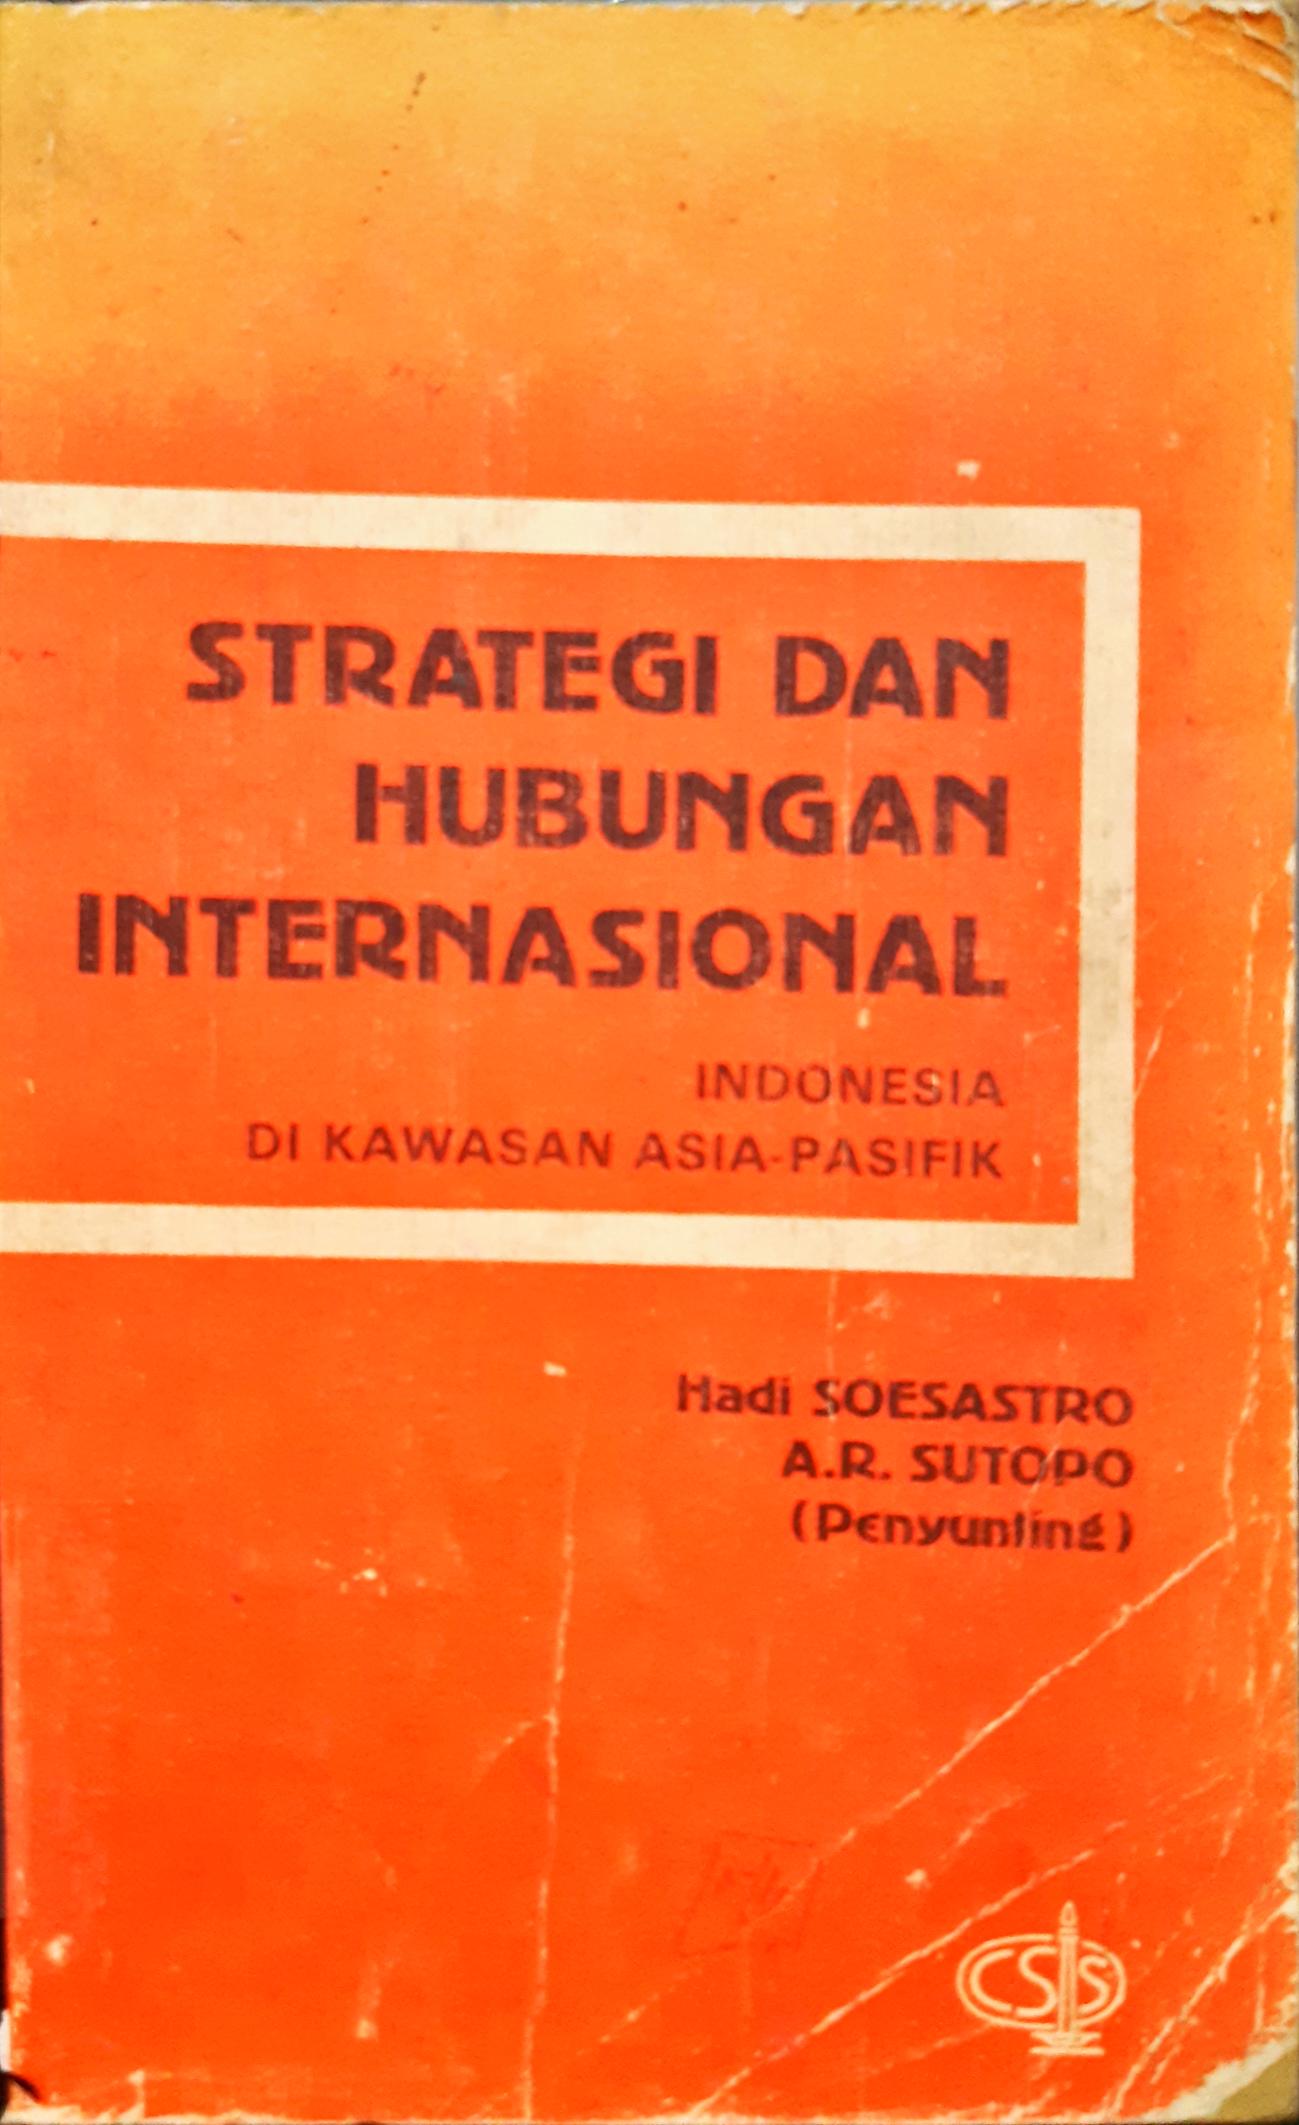 STRATEGI DAN
HUBUNGAN
INTERNASIONAL
INDONESIA
DI KAWASAN ASIA-PASIFIK
Hadi SOESASTRO
A.R. SUTOPO
(Penyunting)
CSIS